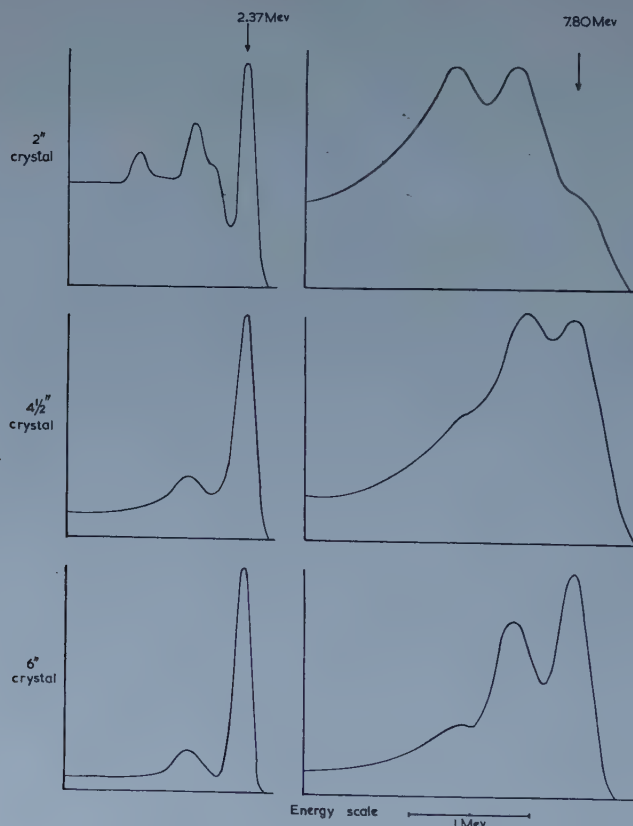 2.37 Mev
7.80 Mev
2"
crystal
4½"
crystal
6"
crystal
Energy scale
1 Mev